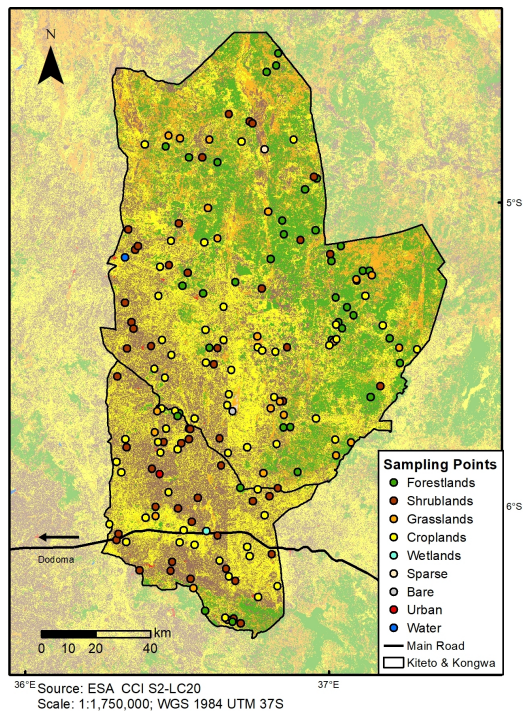 N
5°S
Sampling Points
Forestlands
Shrublands
Grasslands
Croplands
Wetlands
Sparse
Bare
Urban
Water
Main Road
Kiteto & Kongwa
6°S
Dodoma
km
0 10 20 40
36°E
37°E
Source: ESA CCI S2-LC20
Scale: 1:1,750,000; WGS 1984 UTM 37S